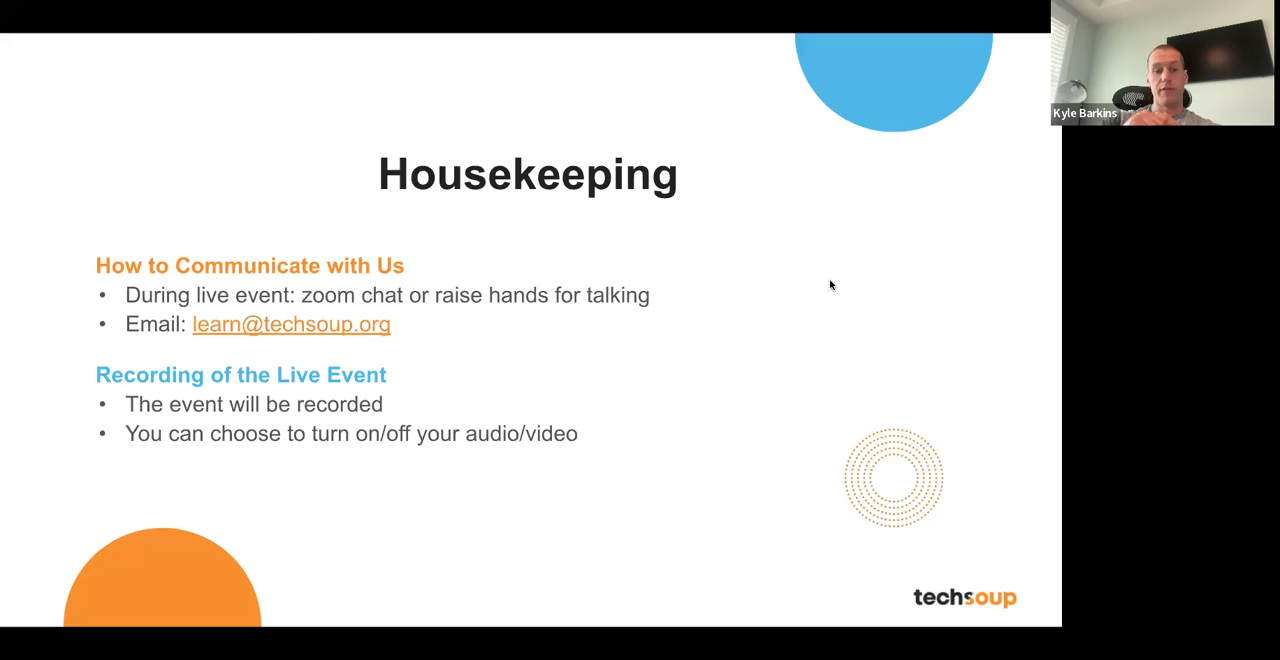 Housekeeping
How to Communicate with Us
• During live event: zoom chat or raise hands for talking
• Email: learn@techsoup.org
Recording of the Live Event
• The event will be recorded
• You can choose to turn on/off your audio/video
techsoup
Kyle Barkins